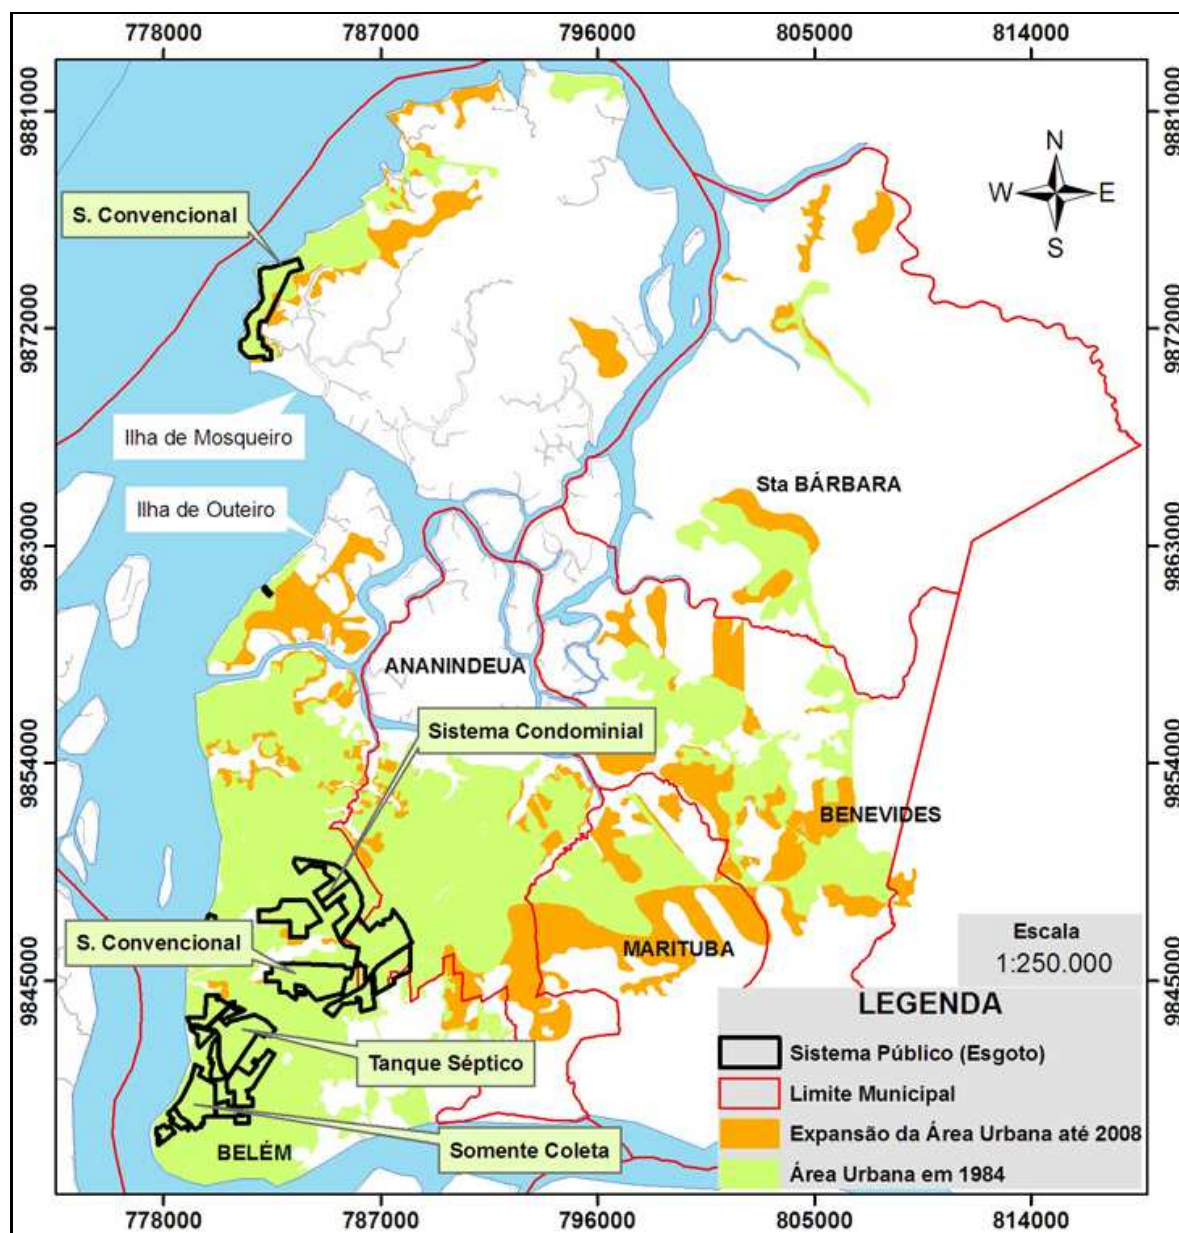 778000 787000 796000 805000 814000
9881000 9881000
N
W E
S
S. Convencional
9872000 9872000
Ilha de Mosqueiro
Sta BÁRBARA
Ilha de Outeiro
9863000 9863000
ANANINDEUA
Sistema Condominial
9854000 9854000
BENEVIDES
S. Convencional
MARITUBA
Escala
1:250.000
9845000 9845000
LEGENDA
Sistema Público (Esgoto)
Limite Municipal
Expansão da Área Urbana até 2008
Área Urbana em 1984
Tanque Séptico
Somente Coleta
BELÉM
778000 787000 796000 805000 814000